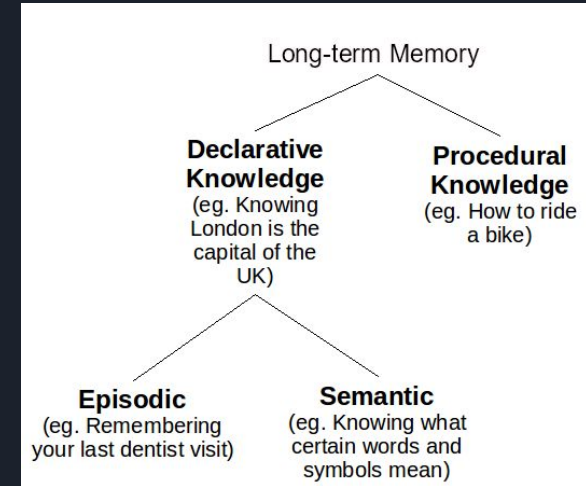 Long-term Memory
Declarative
Knowledge
(eg. Knowing
London is the
capital of the
UK)
Procedural
Knowledge
(eg. How to ride
a bike)
Episodic
(eg. Remembering
your last dentist visit)
Semantic
(eg. Knowing what
certain words and
symbols mean)